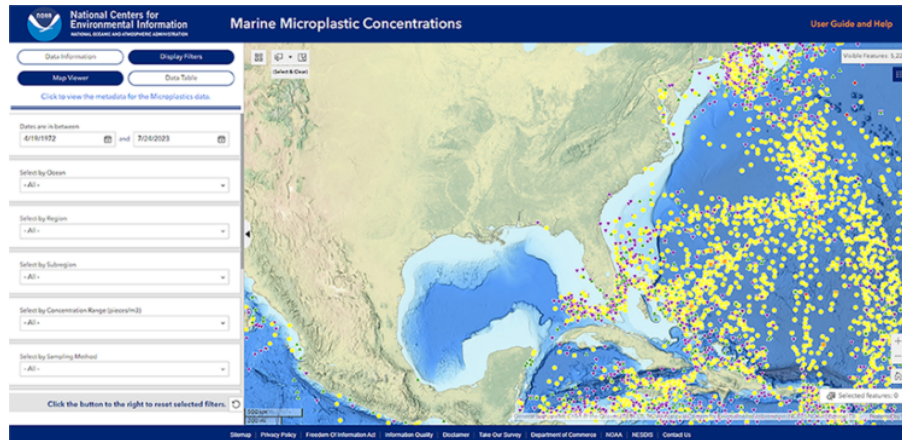 NOAA
National Centers for
Environmental Information
NATIONAL OCEANIC AND ATMOSPHERIC ADMINISTRATION
Marine Microplastic Concentrations
User Guide and Help
Data Information
Display Filters
Map Viewer
Data Table
Click to view the metadata for the Microplastics data.
Dates are in between
4/19/1972 and 7/24/2023
Select by Ocean
- All -
Select by Region
- All -
Select by Subregion
- All -
Select by Concentration Range (pieces/m3)
- All -
Select by Sampling Method
- All -
Click the button to the right to reset selected filters.
(Select & Clear)
Visible Features: 5,22
Selected features: 0
Sitemap | Privacy Policy | Freedom Of Information Act | Information Quality | Disclaimer | Take Our Survey | Department of Commerce | NOAA | NESDIS | Contact Us